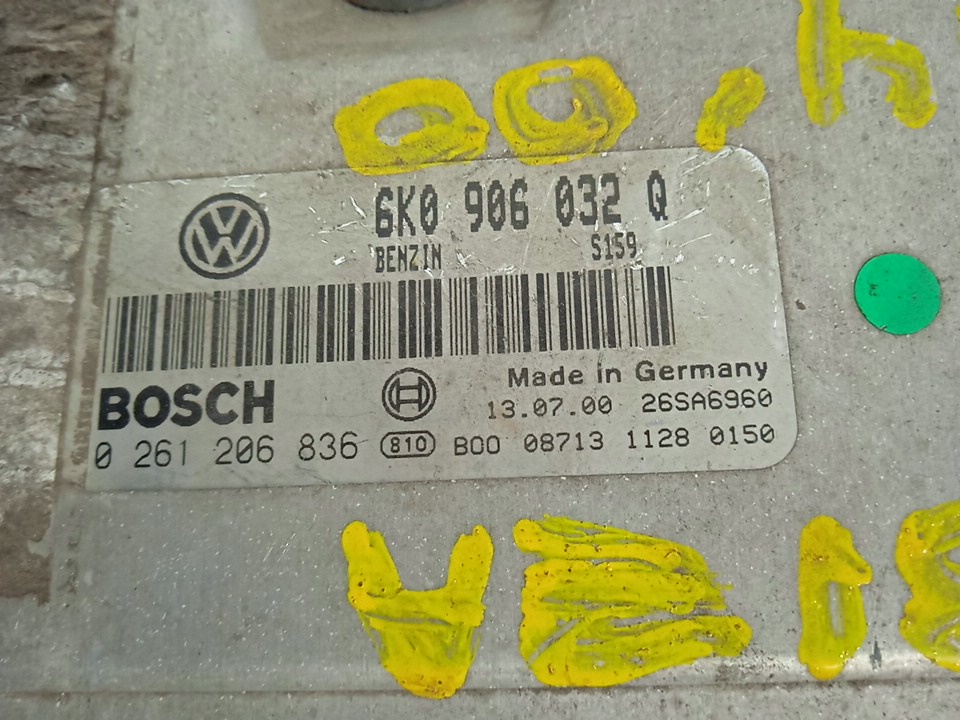 00,
6K0 906 032 Q
BENZIN S159
BOSCH
Made in Germany
13.07.00 26SA6960
0 261 206 836 810 B00 08713 1128 0150